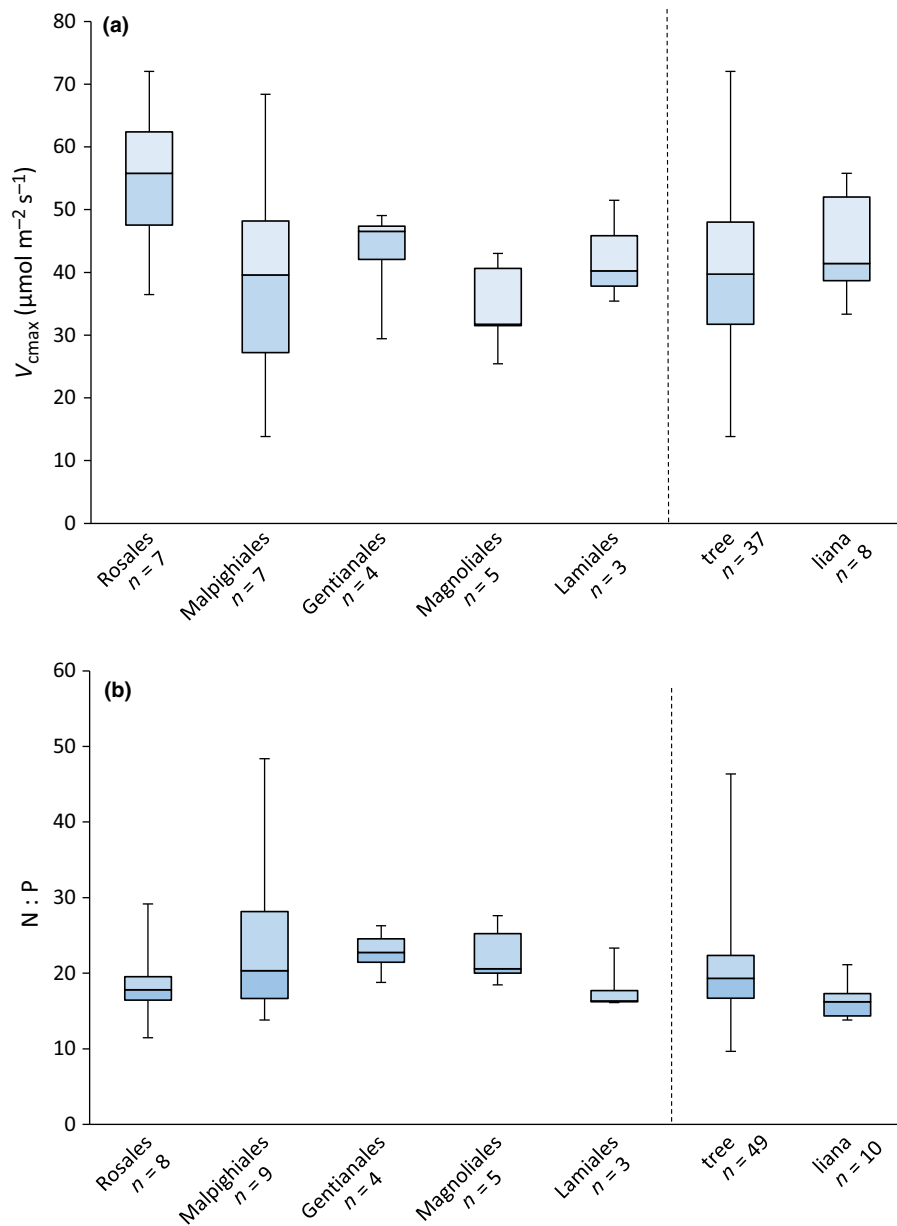 (a)
80
70
60
50
40
30
20
10
0
Vcmax (µmol m⁻² s⁻¹)
Rosales
n = 7
Malpighiales
n = 7
Gentianales
n = 4
Magnoliales
n = 5
Lamiales
n = 3
tree
n = 37
liana
n = 8
(b)
60
50
40
30
20
10
0
N : P
Rosales
n = 8
Malpighiales
n = 9
Gentianales
n = 4
Magnoliales
n = 5
Lamiales
n = 3
tree
n = 49
liana
n = 10